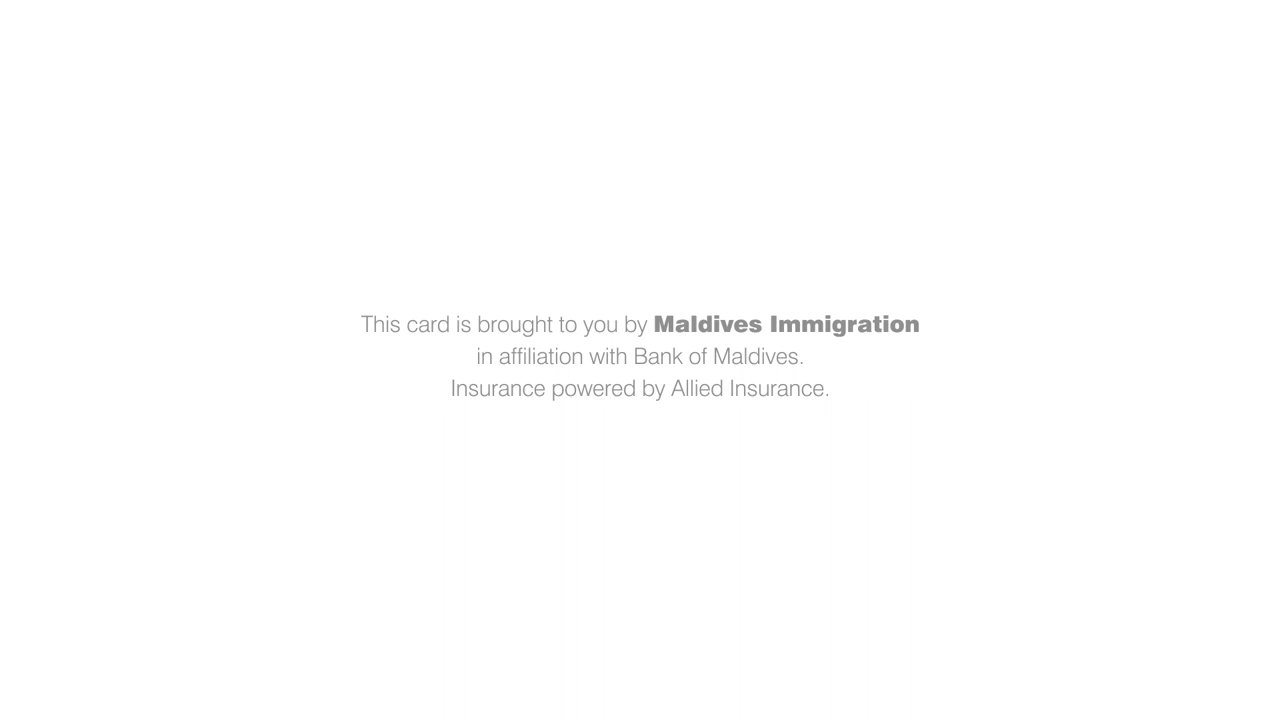 This card is brought to you by Maldives Immigration
in affiliation with Bank of Maldives.
Insurance powered by Allied Insurance.